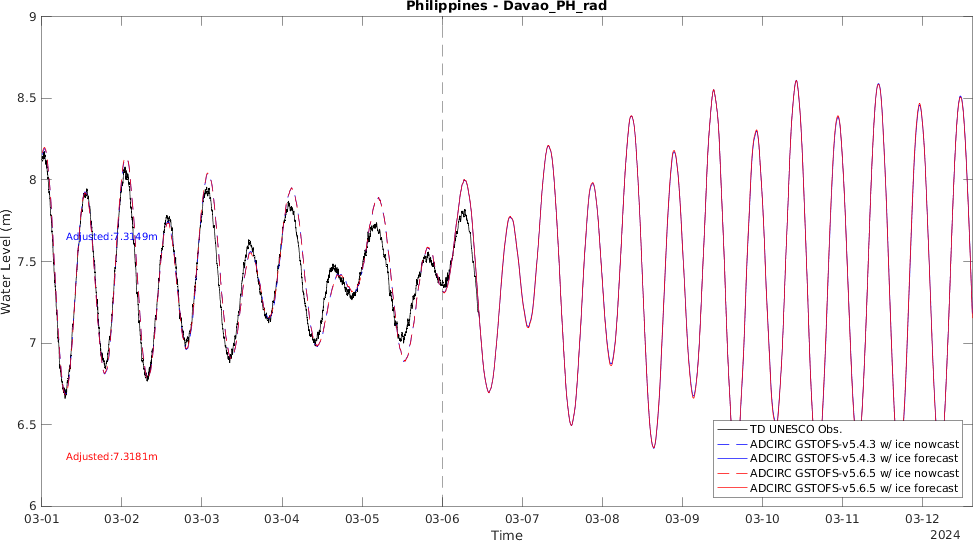 Philippines - Davao_PH_rad
Water Level (m)
9
8.5
8
7.5
7
6.5
6
Adjusted:7.3149m
Adjusted:7.3181m
TD UNESCO Obs.
ADCIRC GSTOFS-v5.4.3 w/ ice nowcast
ADCIRC GSTOFS-v5.4.3 w/ ice forecast
ADCIRC GSTOFS-v5.6.5 w/ ice nowcast
ADCIRC GSTOFS-v5.6.5 w/ ice forecast
03-01 03-02 03-03 03-04 03-05 03-06 03-07 03-08 03-09 03-10 03-11 03-12
Time
2024